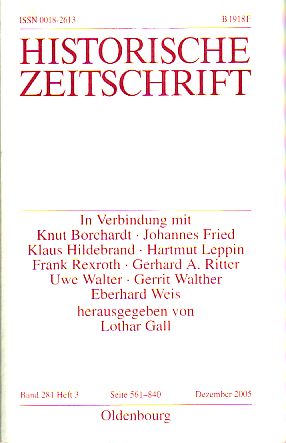 ISSN 0018-2613 B 1918 F
HISTORISCHE
ZEITSCHRIFT
In Verbindung mit
Knut Borchardt · Johannes Fried
Klaus Hildebrand · Hartmut Leppin
Frank Rexroth · Gerhard A. Ritter
Uwe Walter · Gerrit Walther
Eberhard Weis
herausgegeben von
Lothar Gall
Band 281 Heft 3 Seite 561–840 Dezember 2005
Oldenbourg